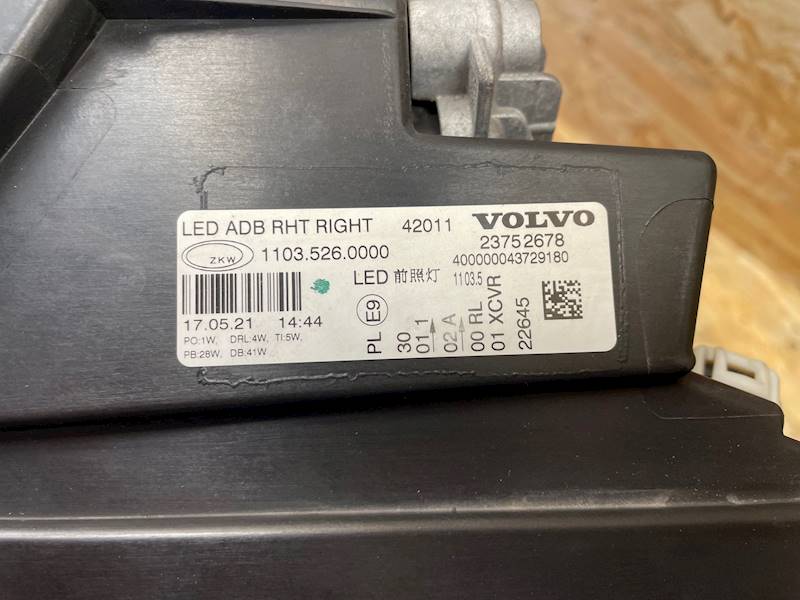 LED ADB RHT RIGHT 42011 VOLVO
ZKW 1103.526.0000 23752678
400000043729180
LED 前照灯 1103.5
17.05.21 14:44
PO:1W, DRL:4W, TI:5W,
PB:28W, DB:41W
PL E9
30
01 1
02 A
00 RL
01 XCVR
22645